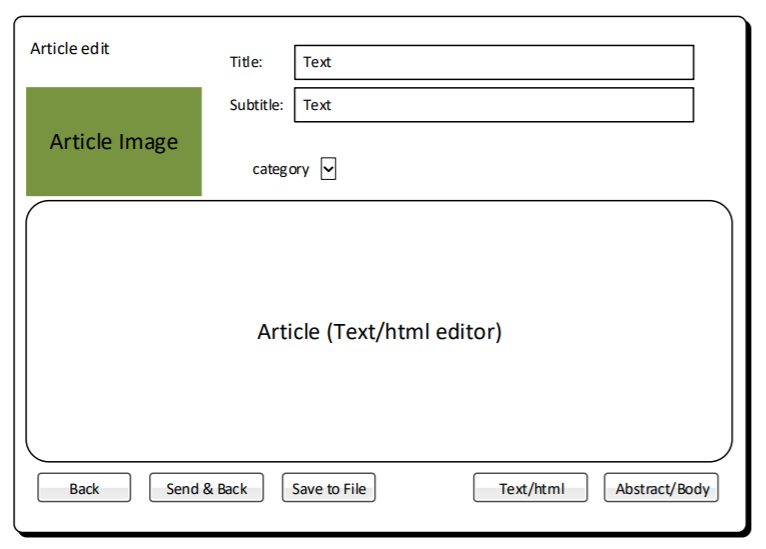 Article edit
Title:
Text
Subtitle:
Text
Article Image
category
Article (Text/html editor)
Back
Send & Back
Save to File
Text/html
Abstract/Body